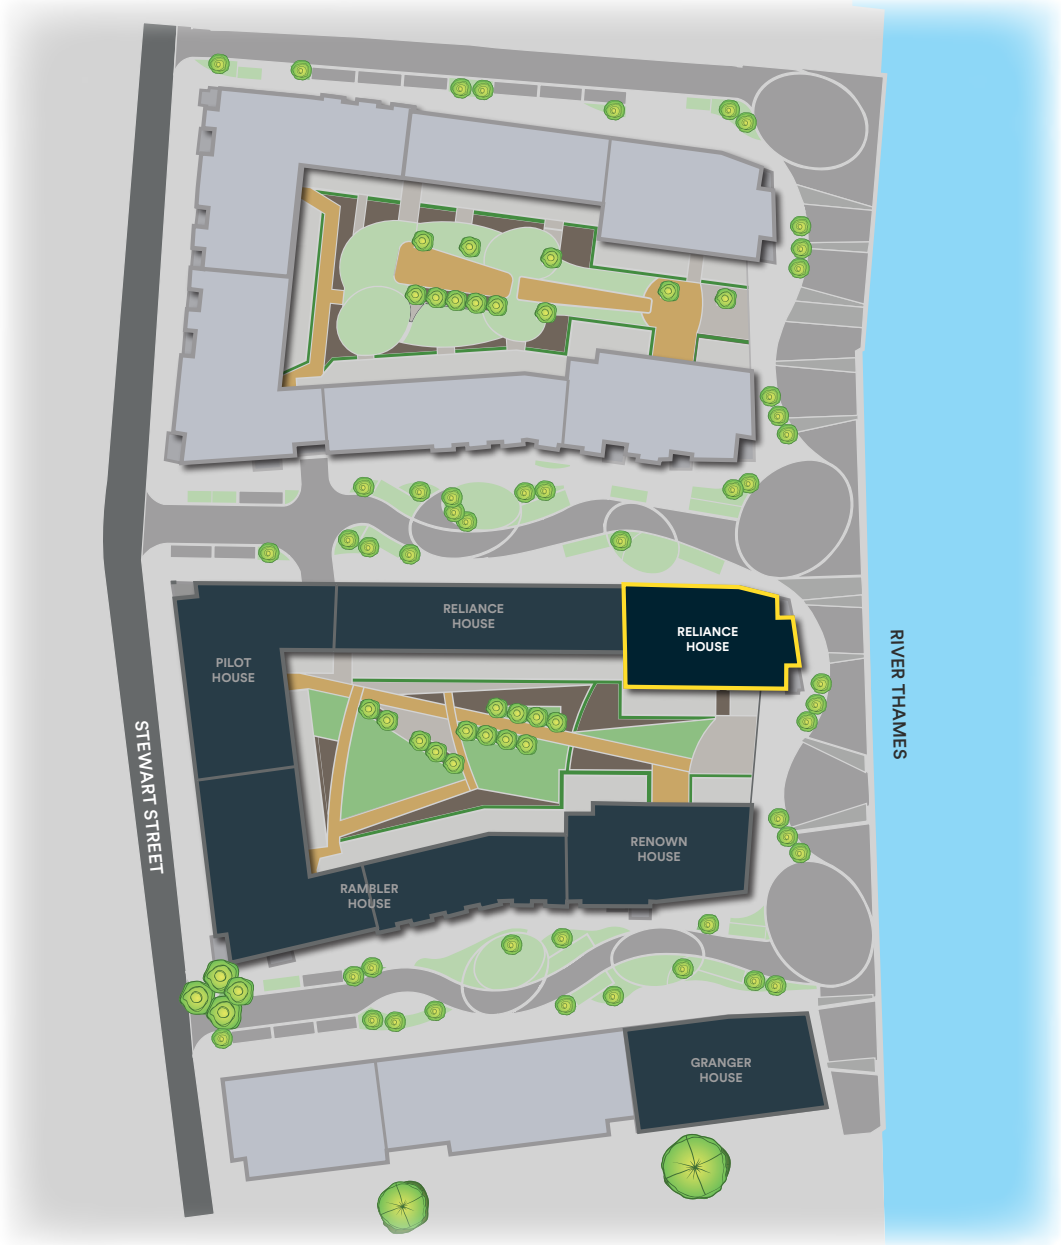 RELIANCE
HOUSE
RELIANCE
HOUSE
PILOT
HOUSE
RIVER THAMES
STEWART STREET
RENOWN
HOUSE
RAMBLER
HOUSE
GRANGER
HOUSE